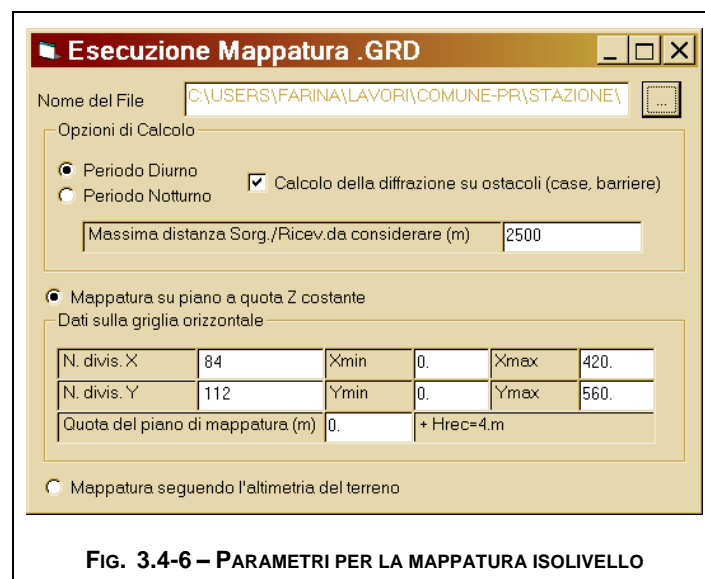 Esecuzione Mappatura .GRD
Nome del File C:\USERS\FARINA\LAVORI\COMUNE-PR\STAZIONE\ ...
Opzioni di Calcolo
Periodo Diurno
Periodo Notturno
Calcolo della diffrazione su ostacoli (case, barriere)
Massima distanza Sorg./Ricev.da considerare (m) 2500
Mappatura su piano a quota Z costante
Dati sulla griglia orizzontale
N. divis. X 84 Xmin 0. Xmax 420.
N. divis. Y 112 Ymin 0. Ymax 560.
Quota del piano di mappatura (m) 0. + Hrec=4.m
Mappatura seguendo l'altimetria del terreno
FIG. 3.4-6 – PARAMETRI PER LA MAPPATURA ISOLIVELLO